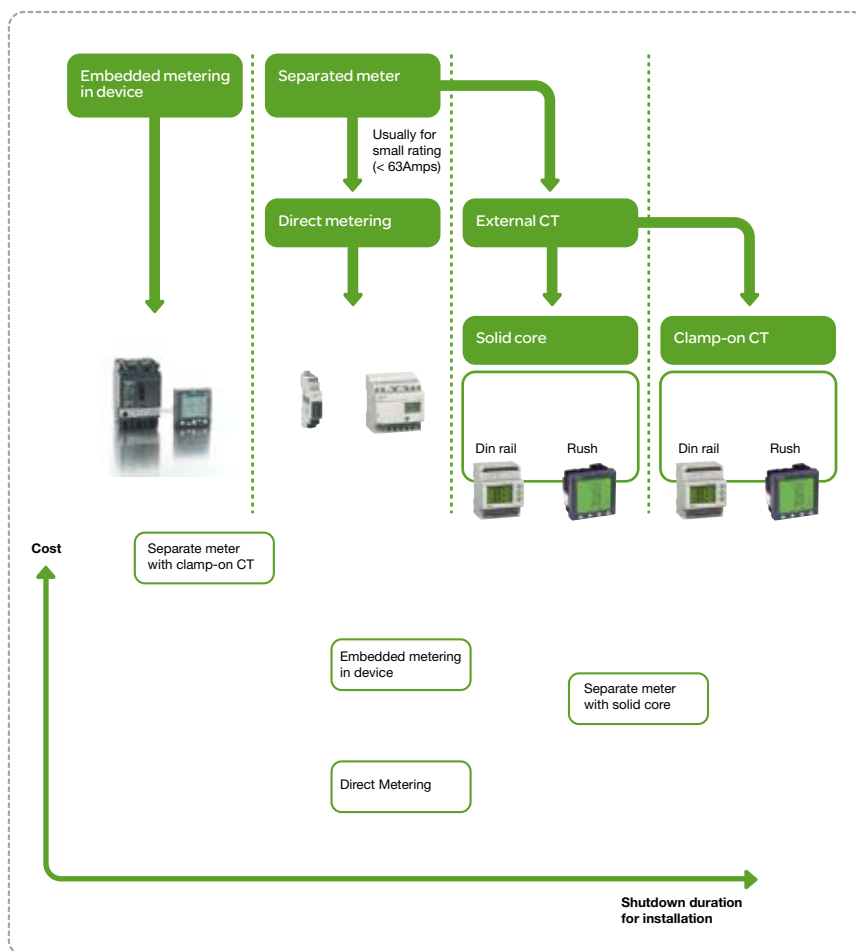 Embedded metering
in device
Separated meter
Usually for
small rating
(< 63Amps)
Direct metering
External CT
Solid core
Clamp-on CT
Din rail
Rush
Din rail
Rush
Cost
Separate meter
with clamp-on CT
Embedded metering
in device
Separate meter
with solid core
Direct Metering
Shutdown duration
for installation